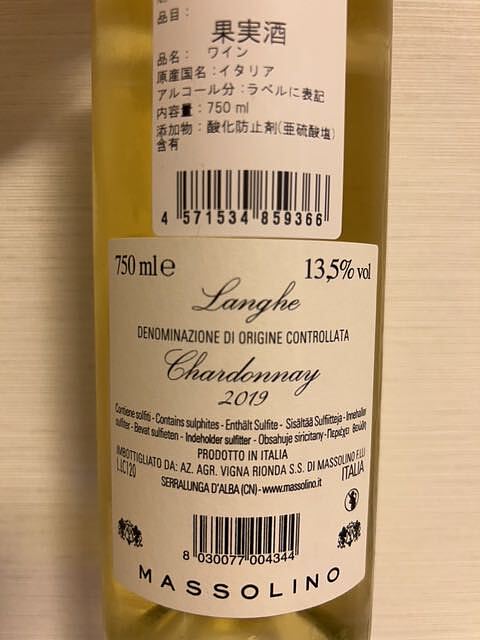 品目：
果実酒
品名： ワイン
原産国名：イタリア
アルコール分：ラベルに表記
内容量：750 ml
添加物：酸化防止剤(亜硫酸塩)
含有
4 571534 859366
750 ml e 13,5% vol
Langhe
DENOMINAZIONE DI ORIGINE CONTROLLATA
Chardonnay
2019
Contiene solfiti - Contains sulphites - Enthält Sulfite - Sisältää Sulfiitteja - Inneháller
sulfiter - Bevat sulfieten - Indeholder sulfitter - Obsahuje siricitany - Περιέχει θειώδη
PRODOTTO IN ITALIA
IMBOTTIGLIATO DA: AZ. AGR. VIGNA RIONDA S.S. DI MASSOLINO F.LLI
L.LC120 ITALIA
SERRALUNGA D'ALBA (CN) - www.massolino.it
8 030077 004344
MASSOLINO